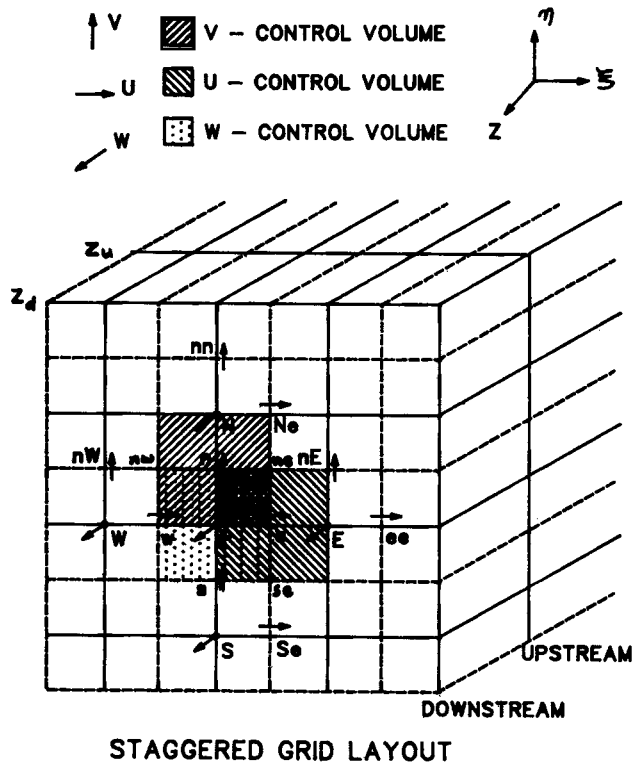 V
V – CONTROL VOLUME
η
U
U – CONTROL VOLUME
ξ
W
W – CONTROL VOLUME
Z
Zu
Zd
nn
N
Ne
nW
nw
n
ne
nE
W
w
E
ee
s
se
S
Se
UPSTREAM
DOWNSTREAM
STAGGERED GRID LAYOUT